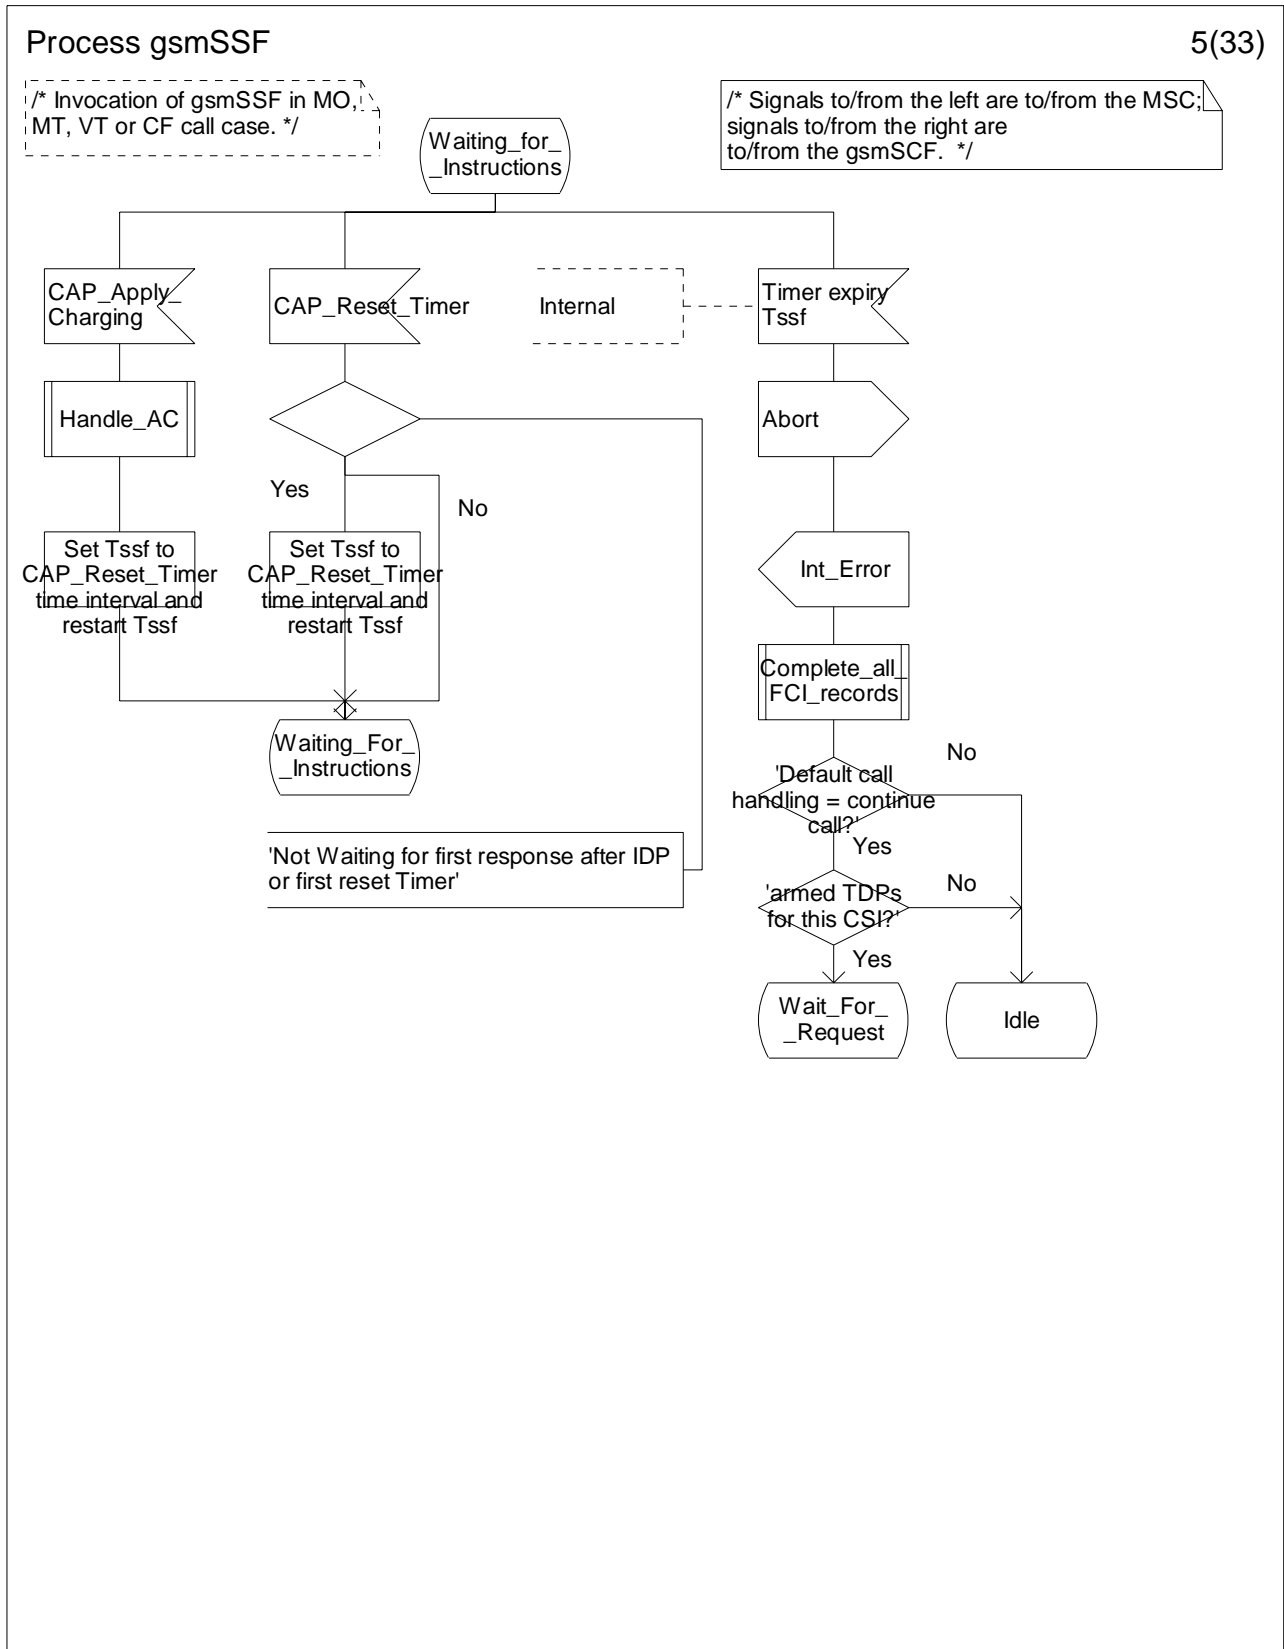 Process gsmSSF
5(33)
/* Invocation of gsmSSF in MO,
MT, VT or CF call case. */
/* Signals to/from the left are to/from the MSC;
signals to/from the right are
to/from the gsmSCF.  */
Waiting_for_
_Instructions
CAP_Apply_
Charging
CAP_Reset_Timer
Internal
Timer expiry
Tssf
Handle_AC
Abort
Yes
No
Set Tssf to
CAP_Reset_Timer
time interval and
restart Tssf
Set Tssf to
CAP_Reset_Timer
time interval and
restart Tssf
Int_Error
Complete_all_
FCI_records
Waiting_For_
_Instructions
No
'Default call
handling = continue
call?'
Yes
'Not Waiting for first response after IDP
or first reset Timer'
'armed TDPs
for this CSI?'
No
Yes
Wait_For_
_Request
Idle